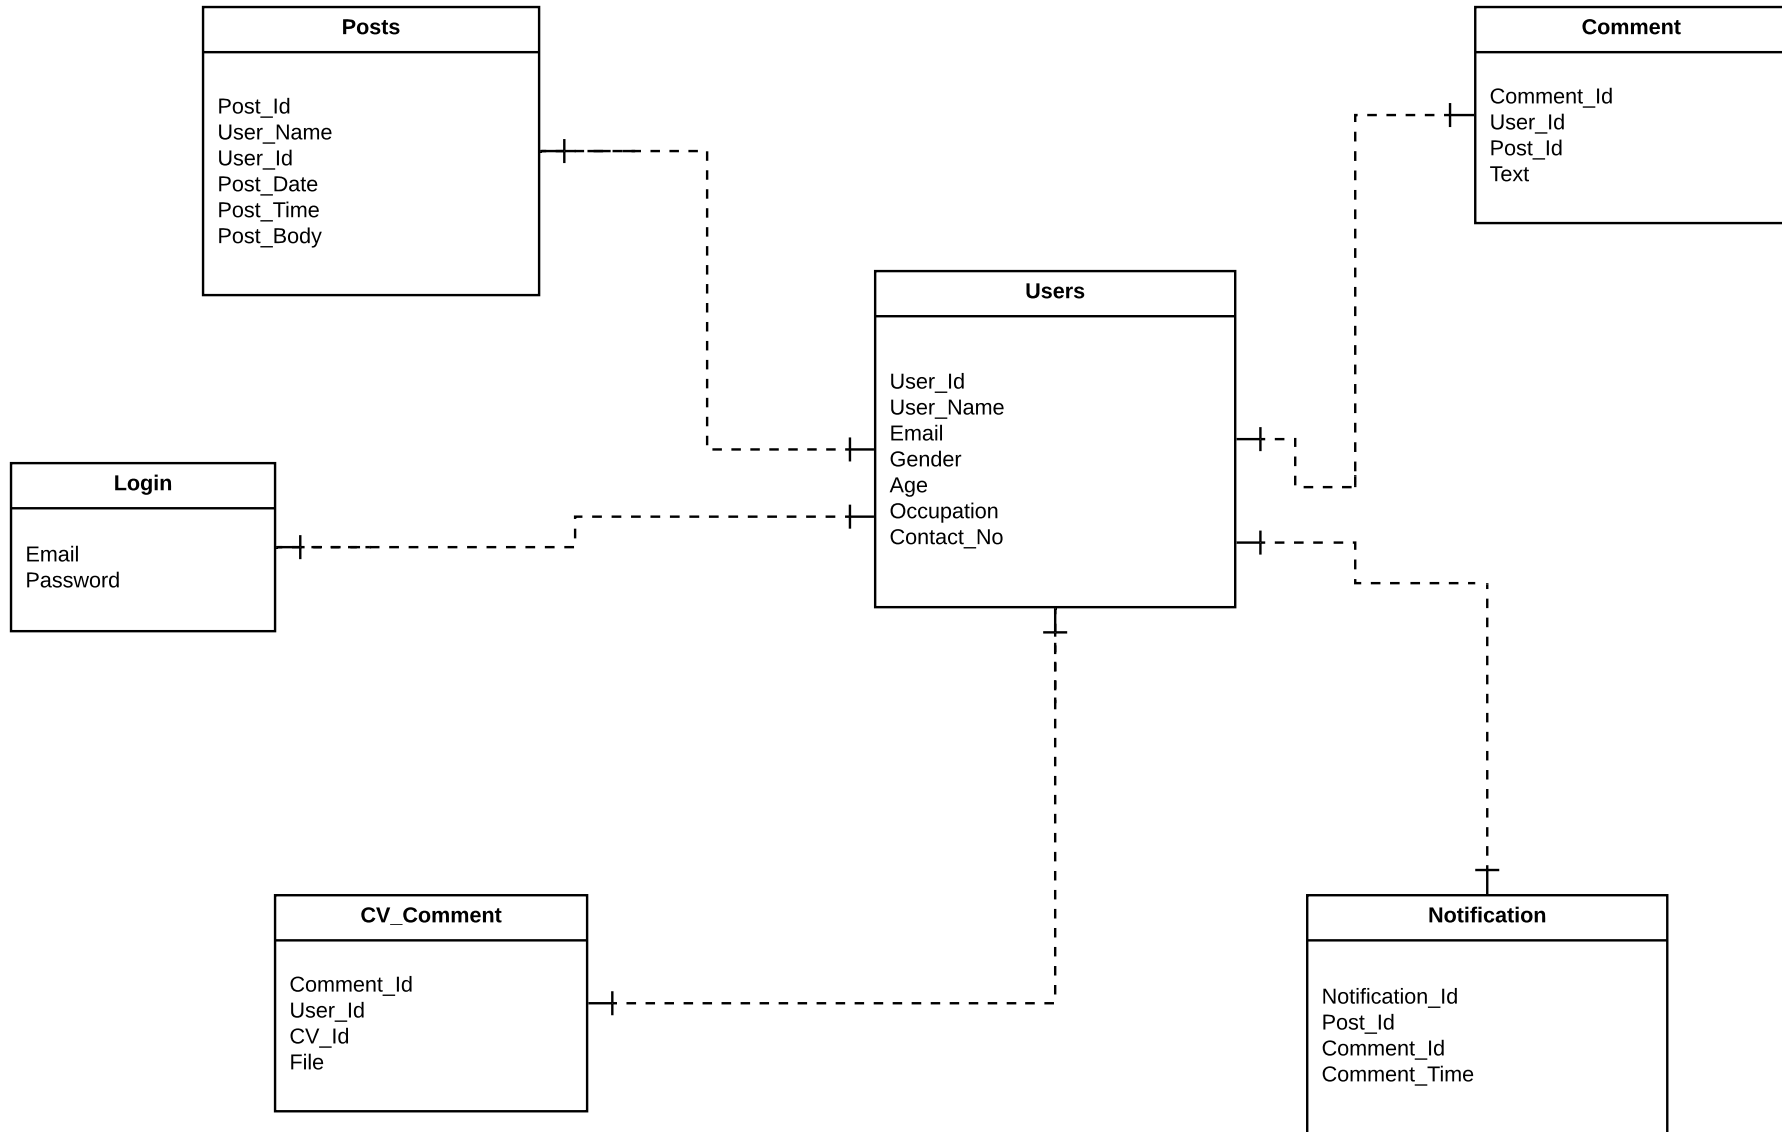 Posts
Post_Id
User_Name
User_Id
Post_Date
Post_Time
Post_Body
Comment
Comment_Id
User_Id
Post_Id
Text
Users
User_Id
User_Name
Email
Gender
Age
Occupation
Contact_No
Login
Email
Password
CV_Comment
Comment_Id
User_Id
CV_Id
File
Notification
Notification_Id
Post_Id
Comment_Id
Comment_Time